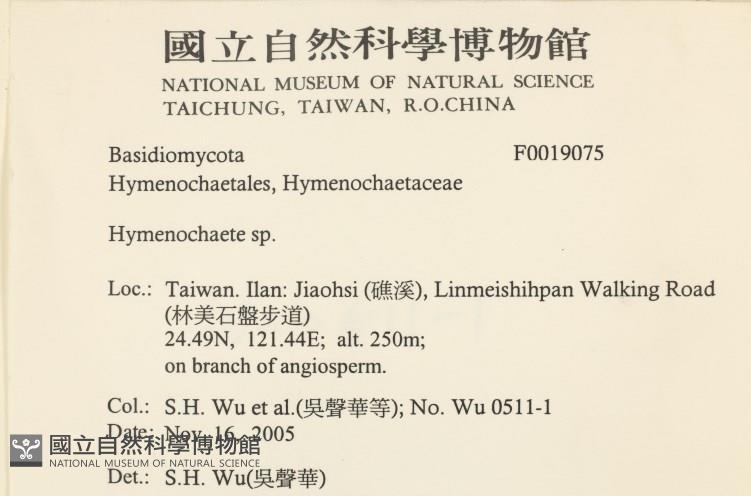 國立自然科學博物館
NATIONAL MUSEUM OF NATURAL SCIENCE
TAICHUNG, TAIWAN, R.O.CHINA
Basidiomycota F0019075
Hymenochaetales, Hymenochaetaceae
Hymenochaete sp.
Loc.: Taiwan. Ilan: Jiaohsi (礁溪), Linmeishihpan Walking Road
(林美石盤步道)
24.49N, 121.44E; alt. 250m;
on branch of angiosperm.
Col.: S.H. Wu et al.(吳聲華等); No. Wu 0511-1
Date: Nov. 16, 2005
國立自然科學博物館
NATIONAL MUSEUM OF NATURAL SCIENCE
Det.: S.H. Wu(吳聲華)